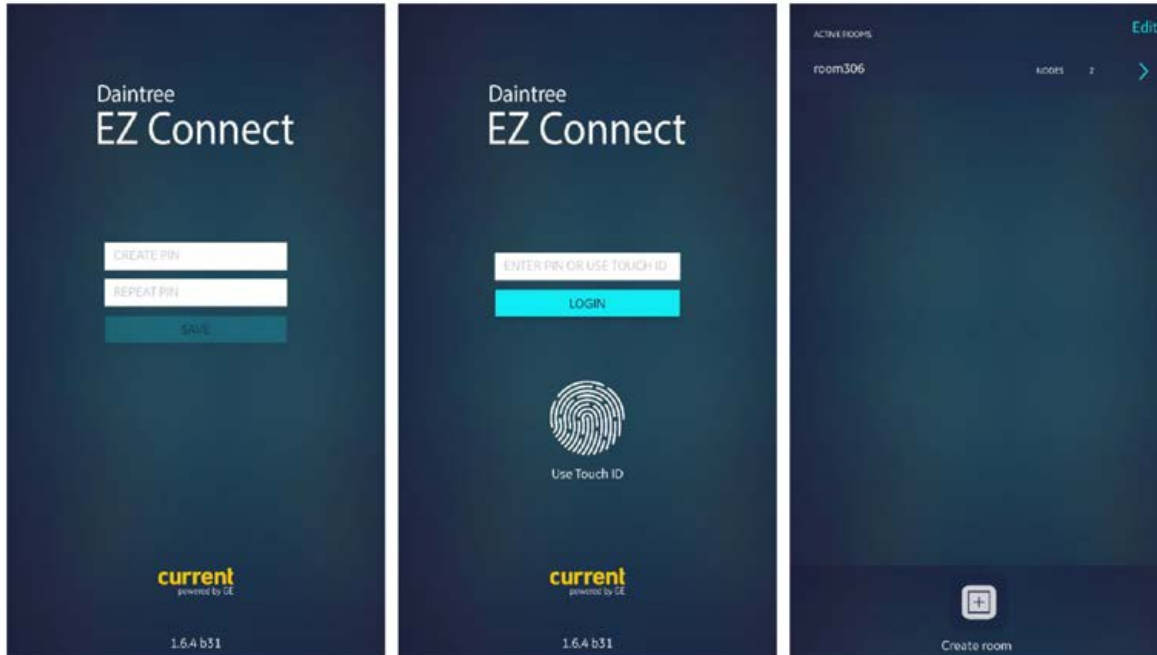 Daintree
EZ Connect
CREATE PIN
REPEAT PIN
SAVE
current
powered by GE
1.6.4 b31
Daintree
EZ Connect
ENTER PIN OR USE TOUCH ID
LOGIN
Use Touch ID
current
powered by GE
1.6.4 b31
Edit
ACTIVE ROOMS
room306 NODES 2
Create room